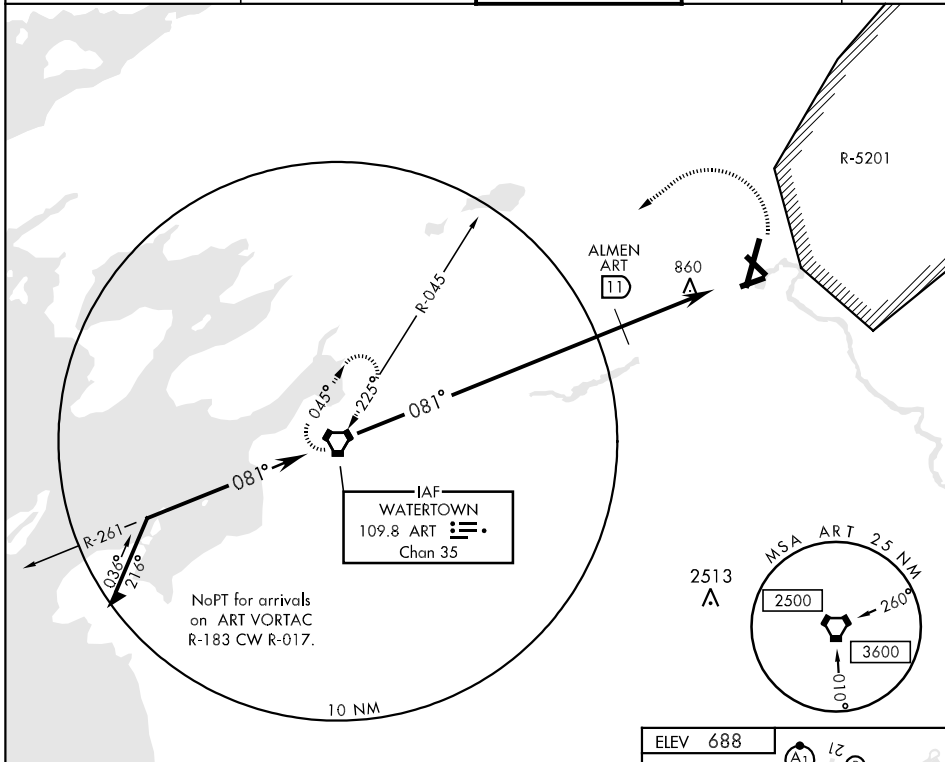 R-5201
ALMEN
ART
11
860
R-045
045°
225°
081°
081°
IAF
WATERTOWN
109.8 ART
Chan 35
R-261
036°
216°
NoPT for arrivals
on ART VORTAC
R-183 CW R-017.
10 NM
MSA ART 25 NM
2513
2500
260°
3600
010°
ELEV 688
A1
21